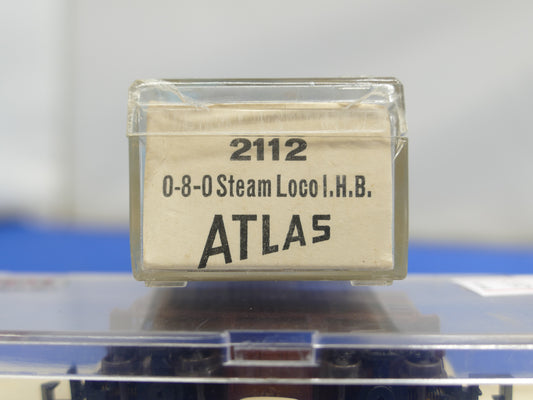 2112
0-8-0 Steam Loco I.H.B.
ATLAS